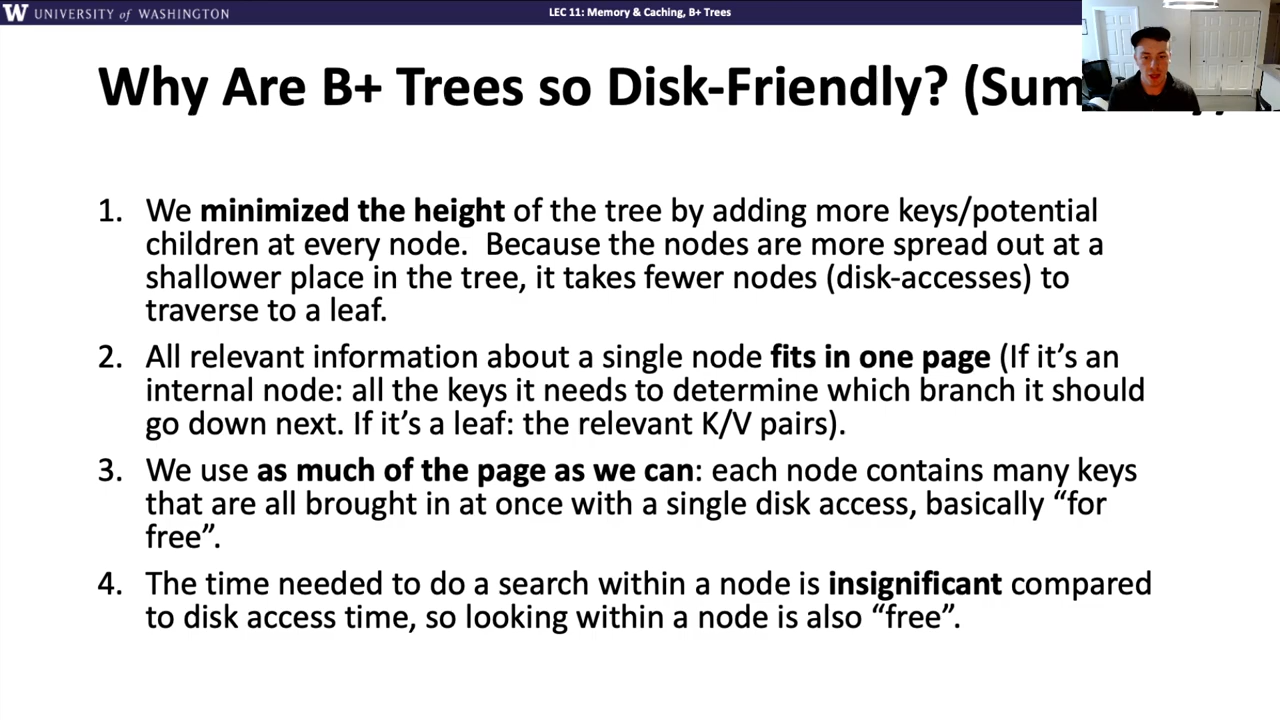 W UNIVERSITY of WASHINGTON
LEC 11: Memory & Caching, B+ Trees
Why Are B+ Trees so Disk-Friendly? (Sum
1. We minimized the height of the tree by adding more keys/potential
children at every node. Because the nodes are more spread out at a
shallower place in the tree, it takes fewer nodes (disk-accesses) to
traverse to a leaf.
2. All relevant information about a single node fits in one page (If it’s an
internal node: all the keys it needs to determine which branch it should
go down next. If it’s a leaf: the relevant K/V pairs).
3. We use as much of the page as we can: each node contains many keys
that are all brought in at once with a single disk access, basically “for
free”.
4. The time needed to do a search within a node is insignificant compared
to disk access time, so looking within a node is also “free”.